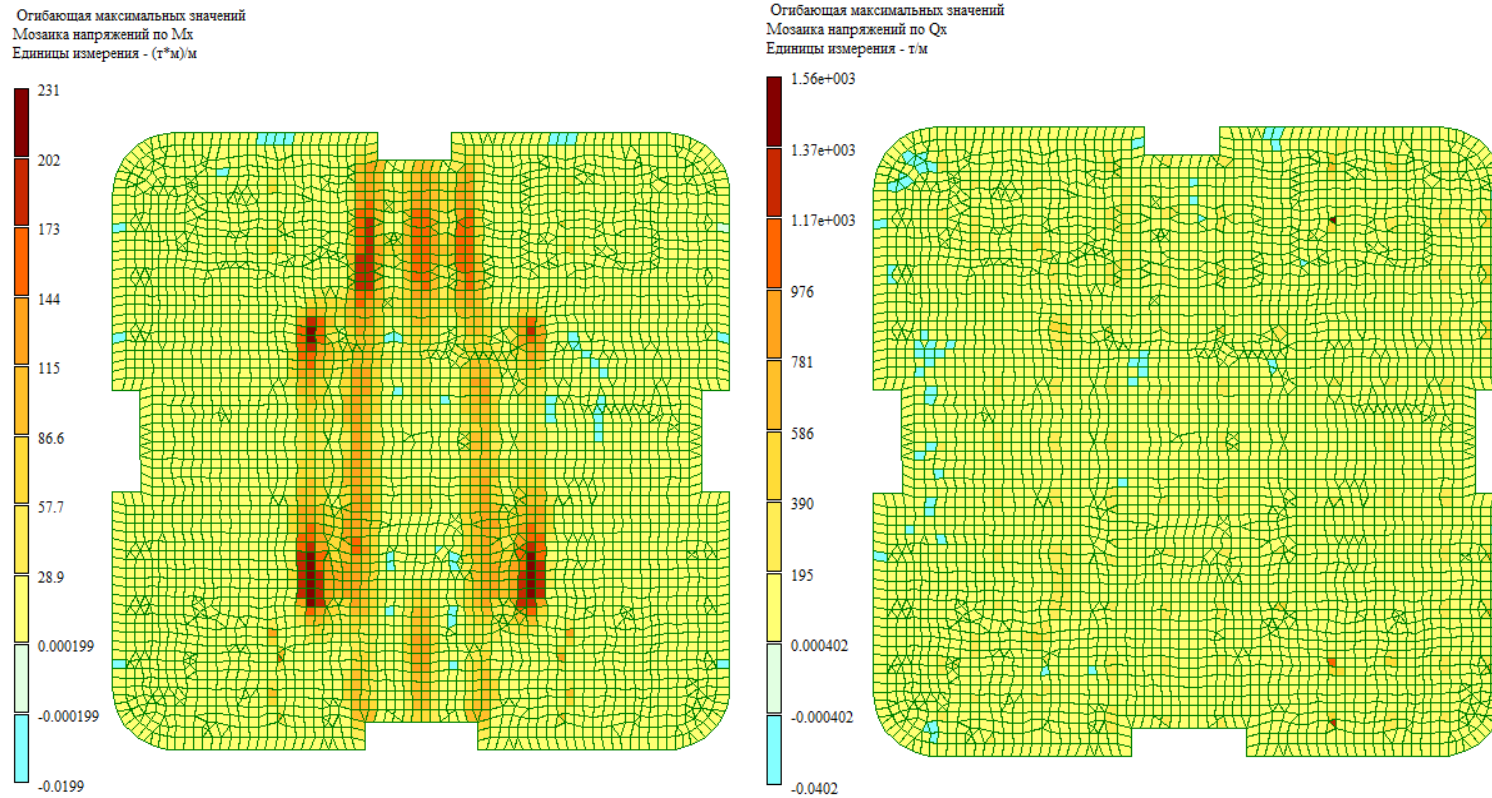 Огибающая максимальных значений
Мозаика напряжений по Mx
Единицы измерения - (т*м)/м
231
202
173
144
115
86.6
57.7
28.9
0.000199
-0.000199
-0.0199
Огибающая максимальных значений
Мозаика напряжений по Qx
Единицы измерения - т/м
1.56e+003
1.37e+003
1.17e+003
976
781
586
390
195
0.000402
-0.000402
-0.0402